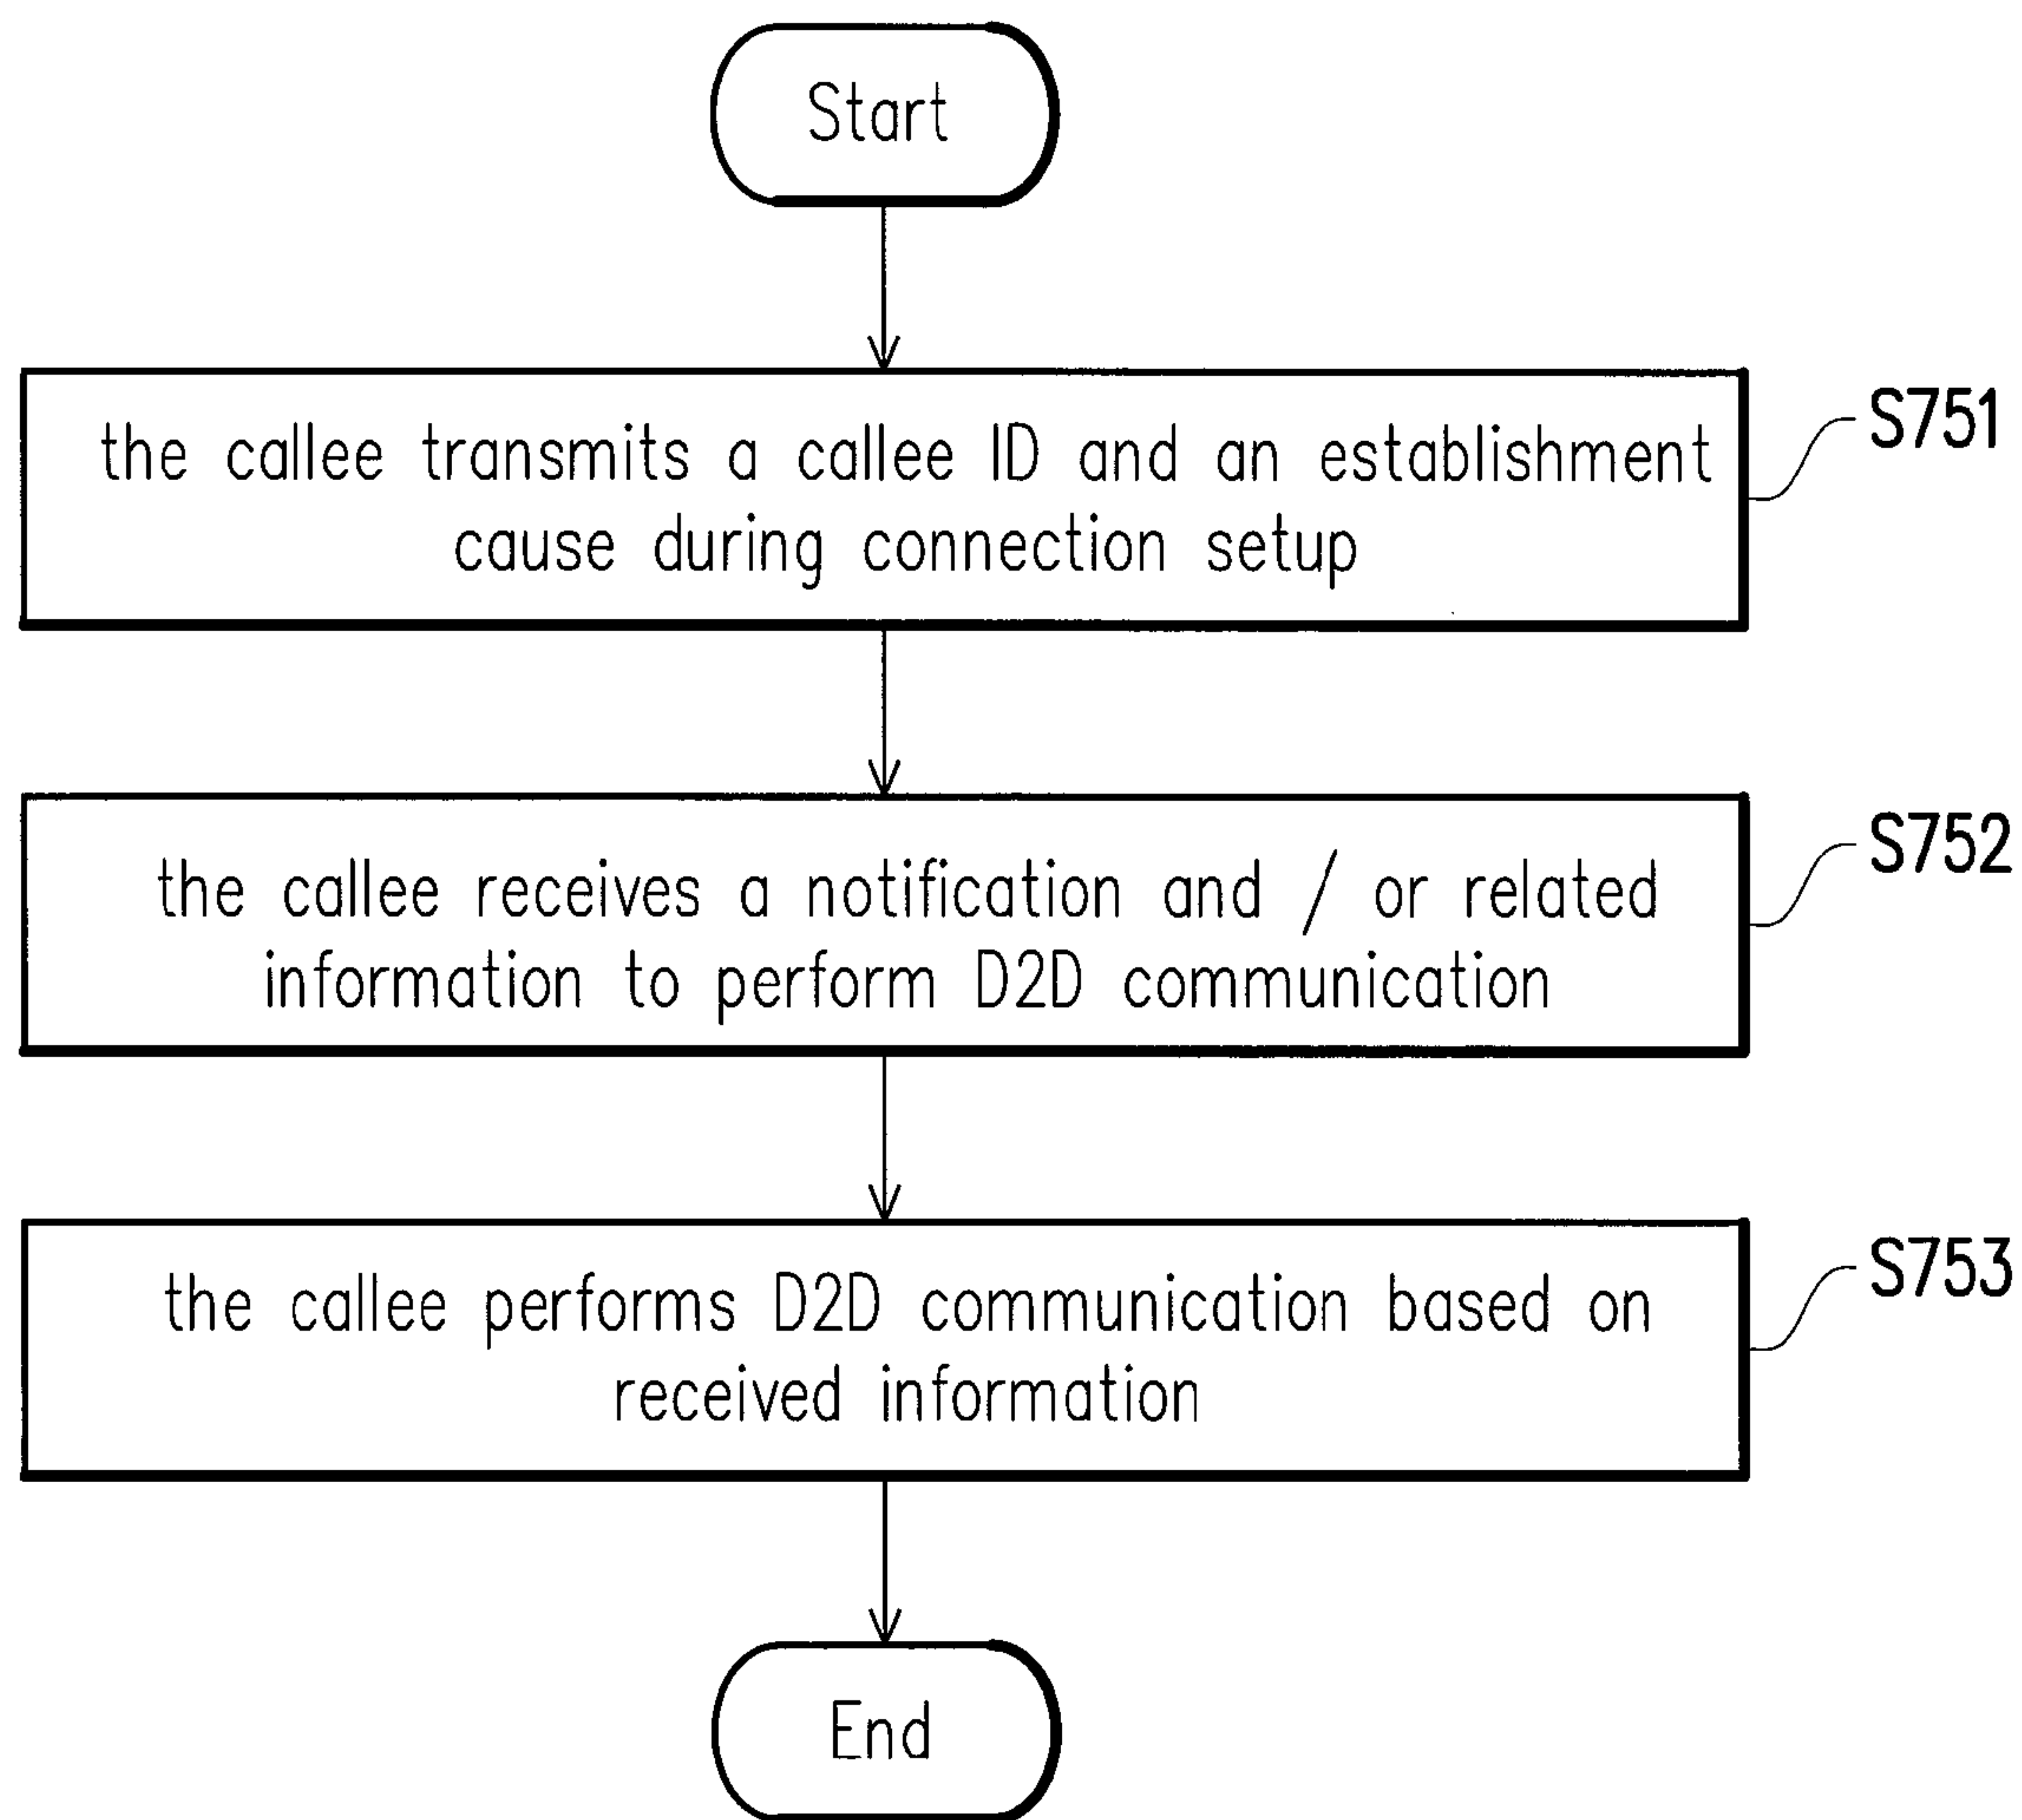 Start
the callee transmits a callee ID and an establishment
cause during connection setup
S751
the callee receives a notification and / or related
information to perform D2D communication
S752
the callee performs D2D communication based on
received information
S753
End